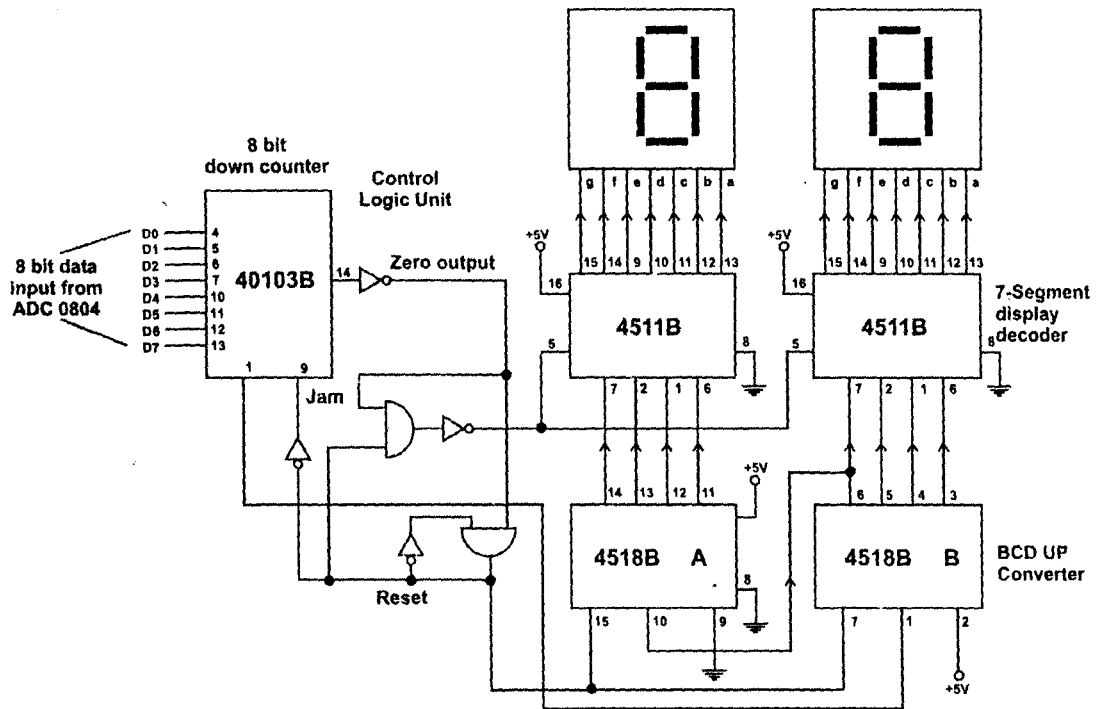 g f e d c b a
g f e d c b a
15 14 9 10 11 12 13
15 14 9 10 11 12 13
8 bit
down counter
Control
Logic Unit
8 bit data
input from
ADC 0804
D0 4
D1 5
D2 6
D3 7
D4 10
D5 11
D6 12
D7 13
40103B
14
Zero output
1 9
Jam
+5V
16
4511B
5
8
7 2 1 6
+5V
16
4511B
5
8
7 2 1 6
7-Segment
display
decoder
+5V
14 13 12 11
4518B A
8
15 10 9
6 5 4 3
4518B B
7 1 2
+5V
BCD UP
Converter
Reset